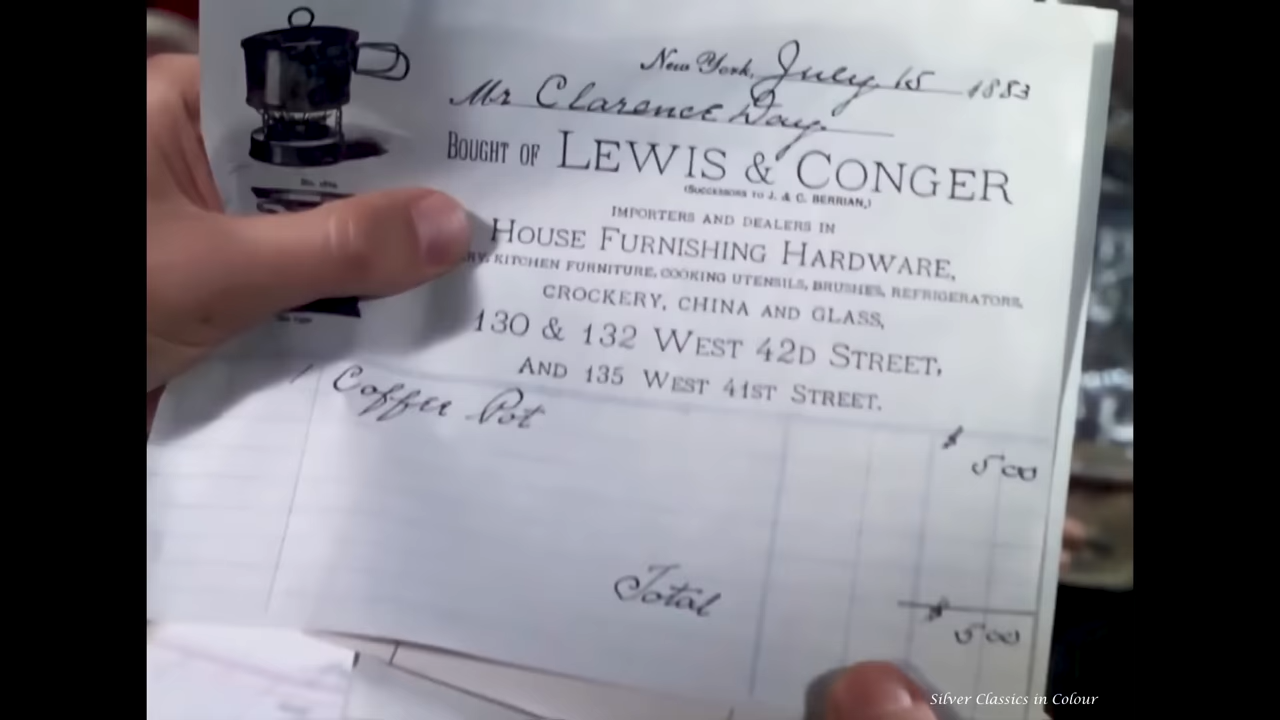 New York, July 15 1883
Mr Clarence Day
BOUGHT OF LEWIS & CONGER
(SUCCESSORS TO J. & C. BERRIAN,)
IMPORTERS AND DEALERS IN
HOUSE FURNISHING HARDWARE,
KITCHEN FURNITURE, COOKING UTENSILS, BRUSHES, REFRIGERATORS,
CROCKERY, CHINA AND GLASS,
130 & 132 WEST 42D STREET,
AND 135 WEST 41ST STREET.
1 Coffee Pot
$ 5 00
Total
$ 5 00
Silver Classics in Colour